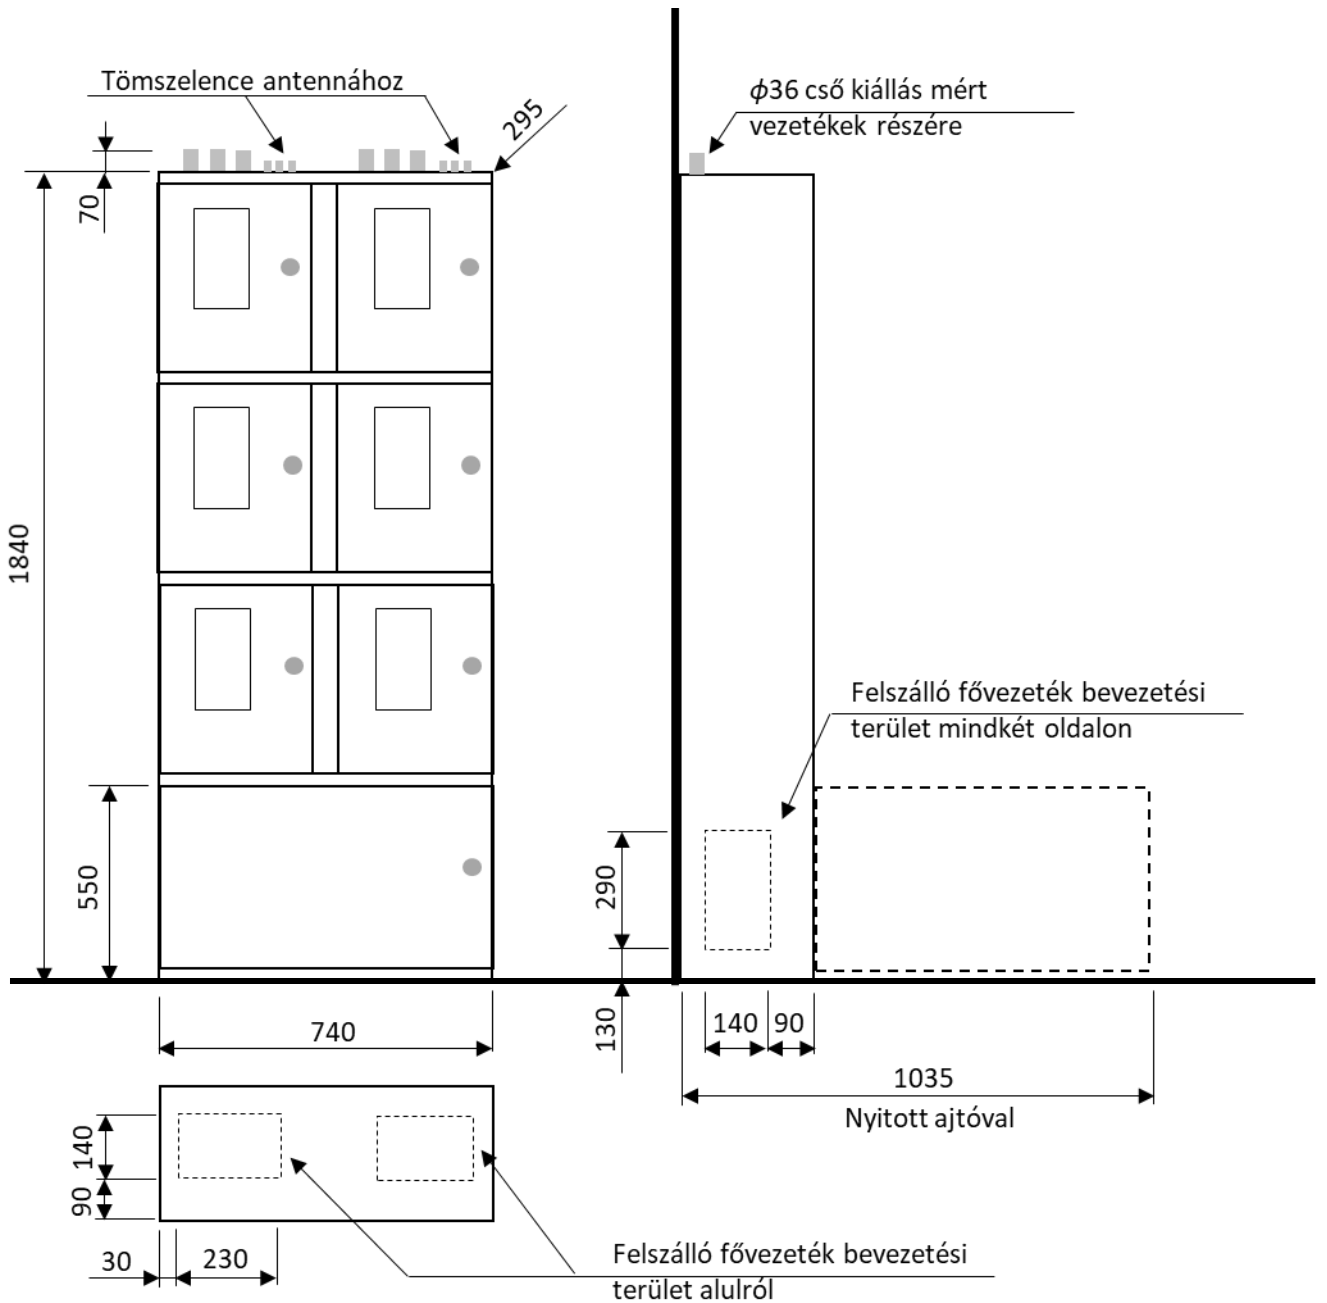 Tömszelence antennához
295
ϕ36 cső kiállás mért
vezetékek részére
70
1840
Felszálló fővezeték bevezetési
terület mindkét oldalon
550
290
130
140
90
740
1035
Nyitott ajtóval
140
90
30
230
Felszálló fővezeték bevezetési
terület alulról